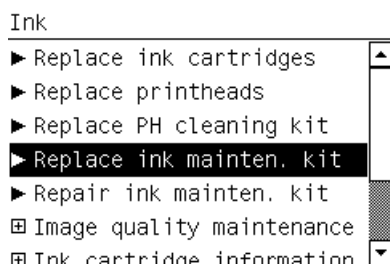 Ink
Replace ink cartridges
Replace printheads
Replace PH cleaning kit
Replace ink mainten. kit
Repair ink mainten. kit
Image quality maintenance
Ink cartridge information